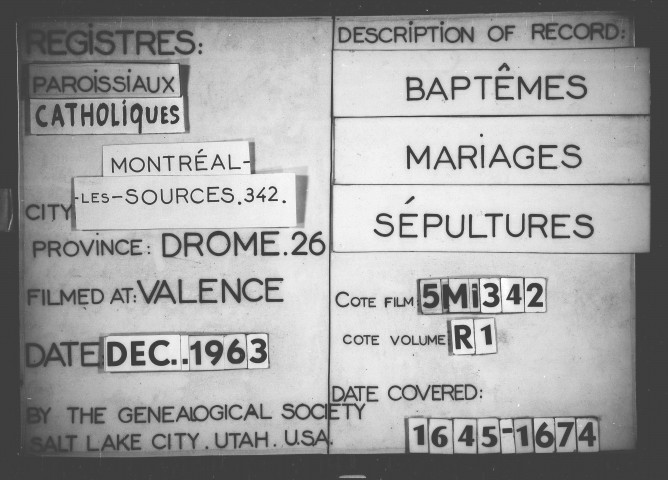 REGISTRES:
PAROISSIAUX
CATHOLIQUES
MONTRÉAL-
CITY -LES-SOURCES.342.
PROVINCE: DROME.26
FILMED AT: VALENCE
DATE DEC..1963
BY THE GENEALOGICAL SOCIETY
SALT LAKE CITY. UTAH. U.S.A.
DESCRIPTION OF RECORD:
BAPTÊMES
MARIAGES
SÉPULTURES
COTE FILM 5Mi342
COTE VOLUME R1
DATE COVERED:
1645-1674